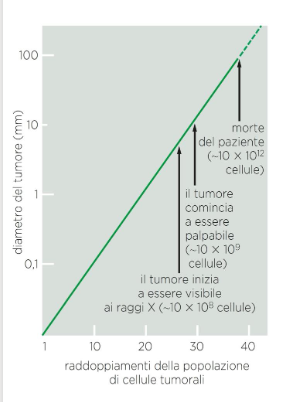 100
10
1
0,1
diametro del tumore (mm)
morte
del paziente
(~10 × 10¹²
cellule)
il tumore
comincia
a essere
palpabile
(~10 × 10⁹
cellule)
il tumore inizia
a essere visibile
ai raggi X (~10 × 10⁸ cellule)
1 10 20 30 40
raddoppiamenti della popolazione
di cellule tumorali